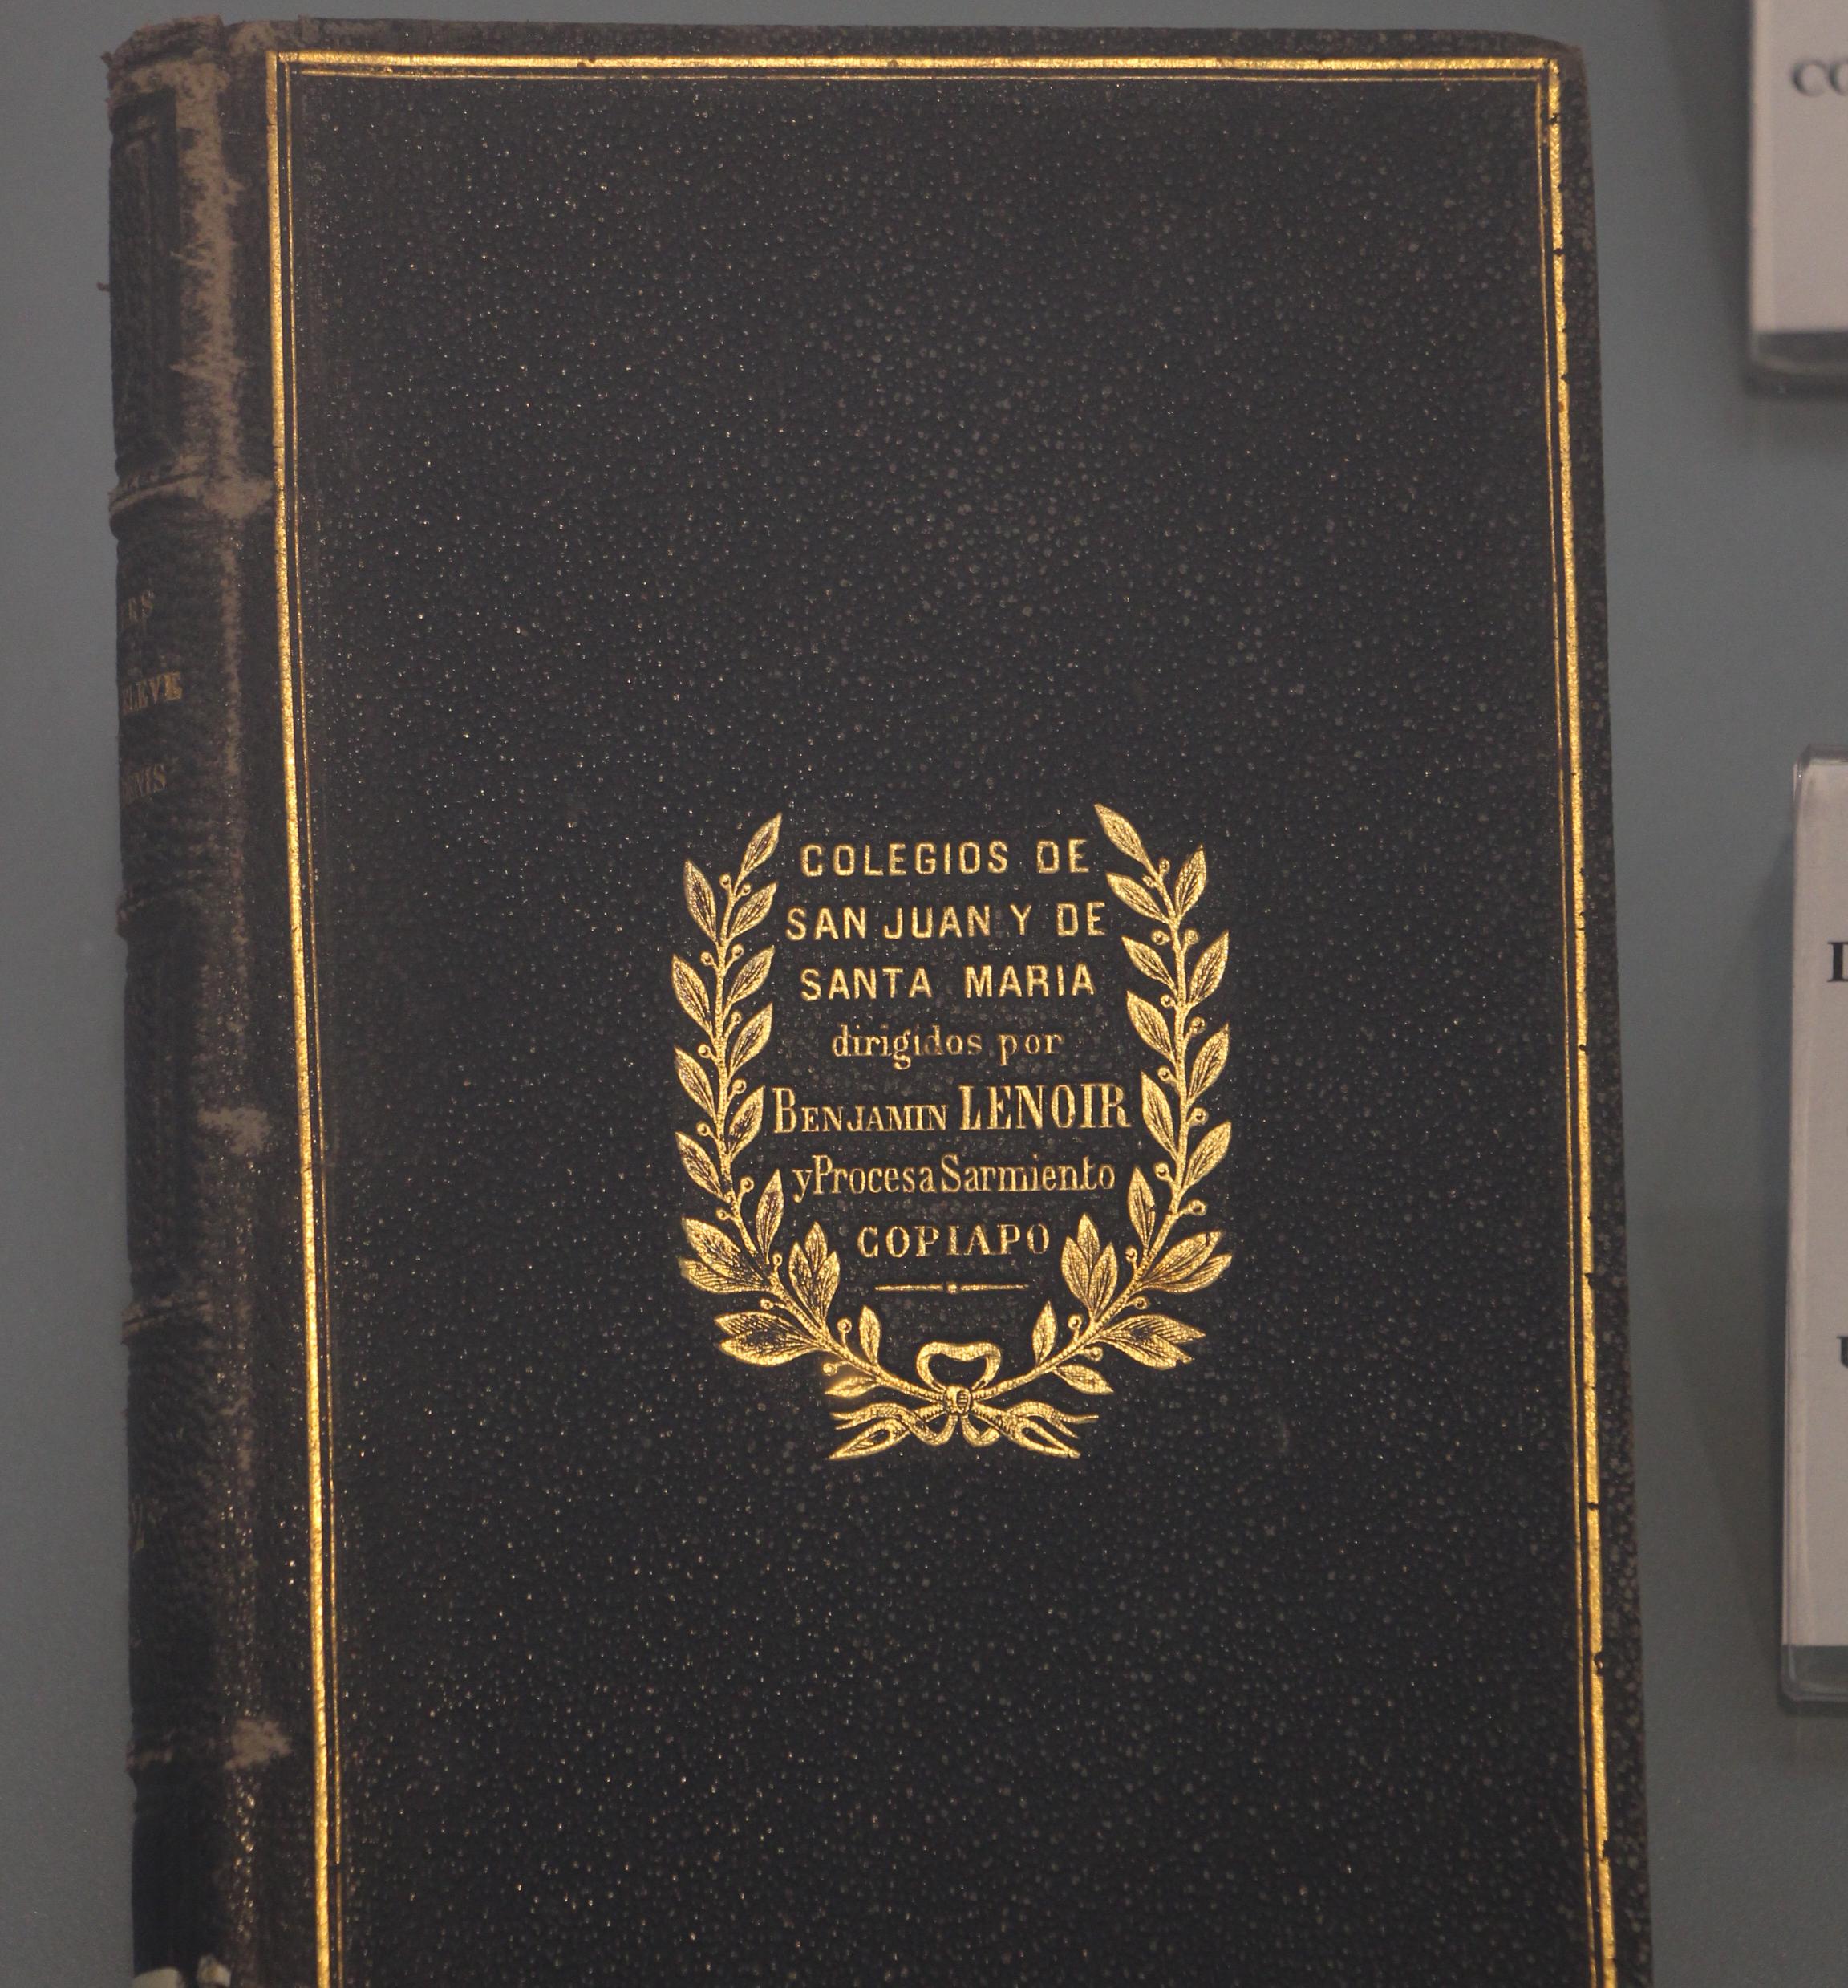 COLEGIOS DE
SAN JUAN Y DE
SANTA MARIA
dirigidos por
BENJAMIN LENOIR
y Procesa Sarmiento
COPIAPO